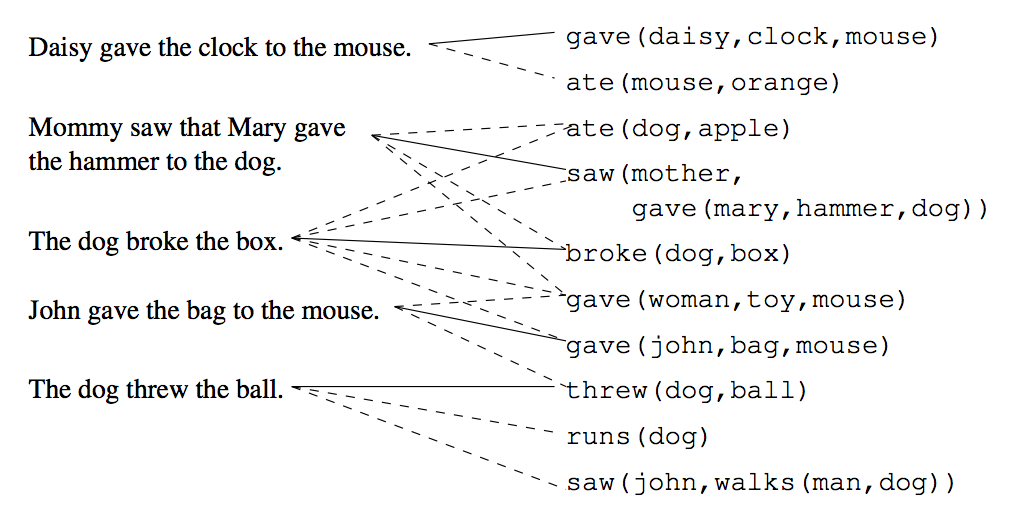 Daisy gave the clock to the mouse.
Mommy saw that Mary gave
the hammer to the dog.
The dog broke the box.
John gave the bag to the mouse.
The dog threw the ball.
gave(daisy,clock,mouse)
ate(mouse,orange)
ate(dog,apple)
saw(mother,
gave(mary,hammer,dog))
broke(dog,box)
gave(woman,toy,mouse)
gave(john,bag,mouse)
threw(dog,ball)
runs(dog)
saw(john,walks(man,dog))